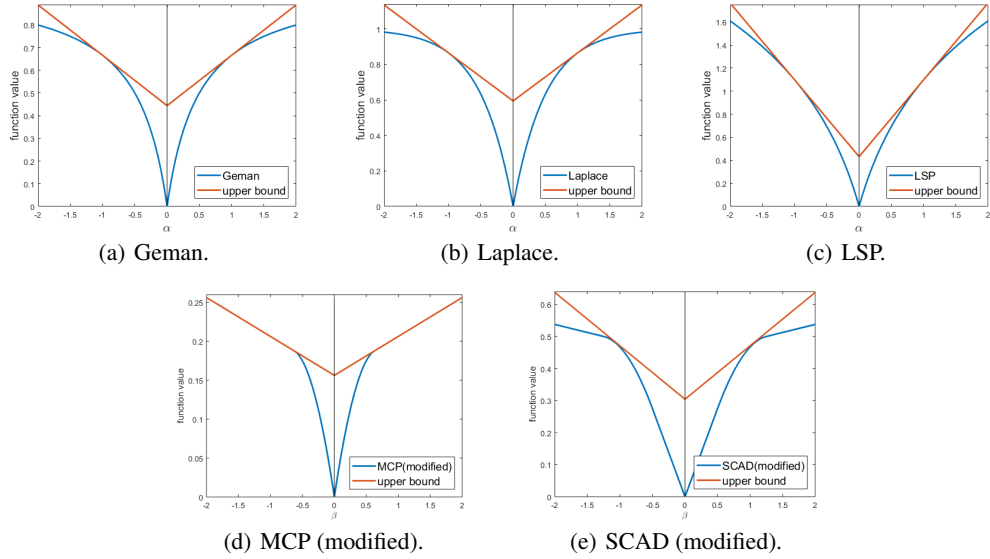 function value
0.8
0.7
0.6
0.5
0.4
0.3
0.2
0.1
0
-2 -1.5 -1 -0.5 0 0.5 1 1.5 2
α
Geman
upper bound
(a) Geman.
function value
1
0.8
0.6
0.4
0.2
0
-2 -1.5 -1 -0.5 0 0.5 1 1.5 2
α
Laplace
upper bound
(b) Laplace.
function value
1.6
1.4
1.2
1
0.8
0.6
0.4
0.2
0
-2 -1.5 -1 -0.5 0 0.5 1 1.5 2
α
LSP
upper bound
(c) LSP.
function value
0.25
0.2
0.15
0.1
0.05
0
-2 -1.5 -1 -0.5 0 0.5 1 1.5 2
β
MCP(modified)
upper bound
(d) MCP (modified).
function value
0.6
0.5
0.4
0.3
0.2
0.1
0
-2 -1.5 -1 -0.5 0 0.5 1 1.5 2
β
SCAD(modified)
upper bound
(e) SCAD (modified).